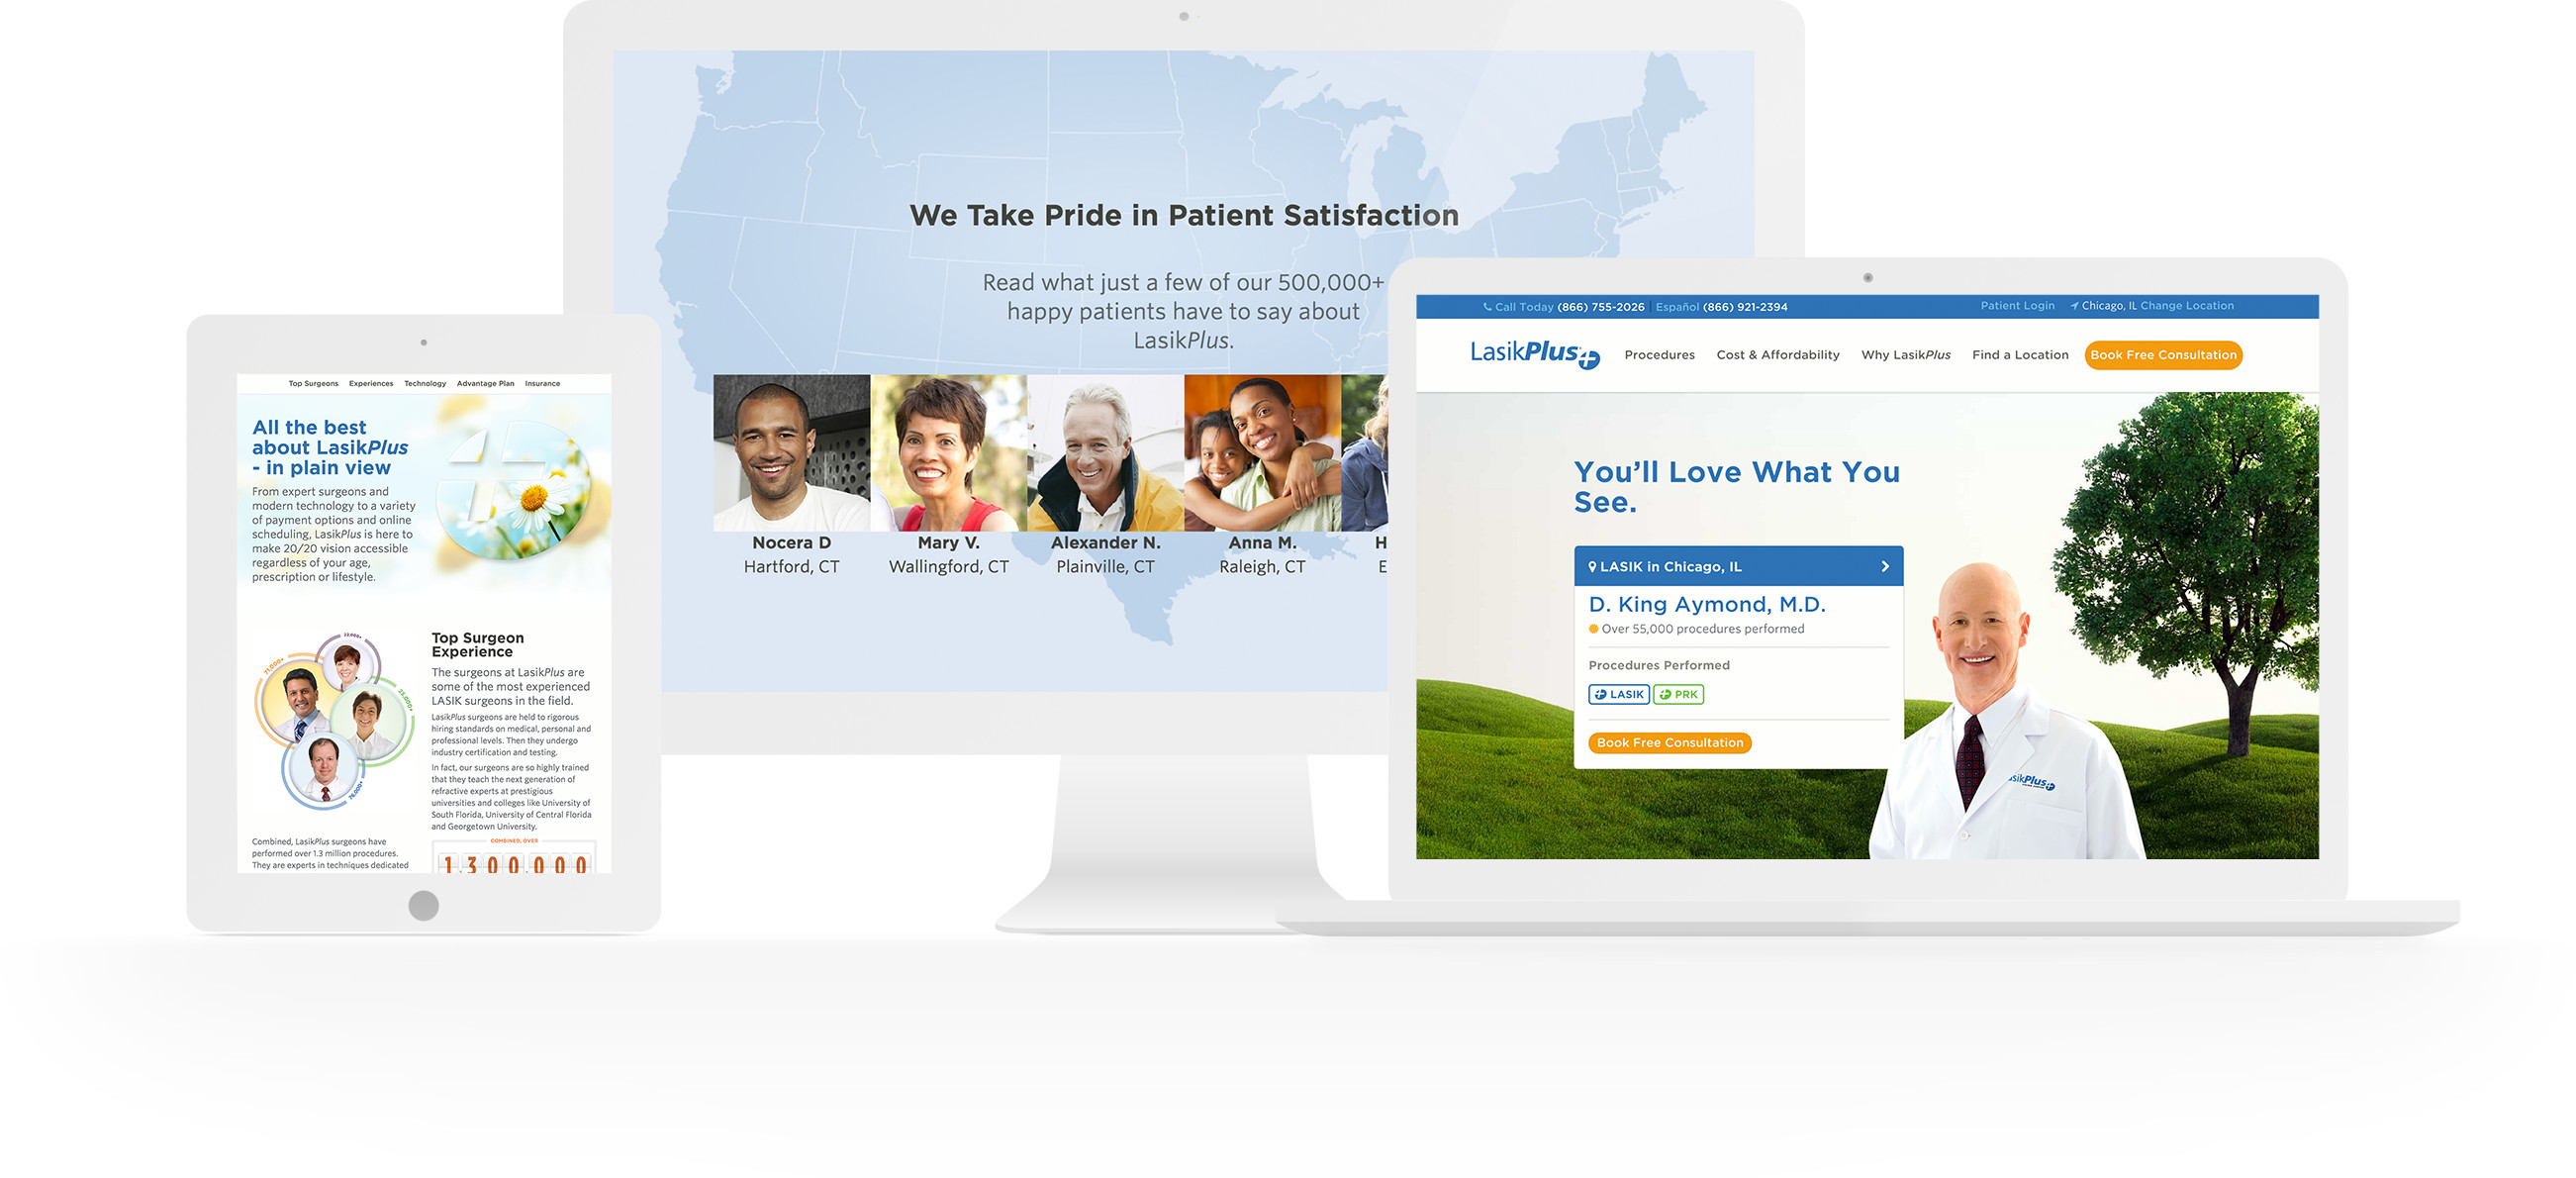 We Take Pride in Patient Satisfaction
Read what just a few of our 500,000+
happy patients have to say about
LasikPlus.
Nocera D
Hartford, CT
Mary V.
Wallingford, CT
Alexander N.
Plainville, CT
Anna M.
Raleigh, CT
H
E
Top Surgeons Experiences Technology Advantage Plan Insurance
All the best
about LasikPlus
- in plain view
From expert surgeons and
modern technology to a variety
of payment options and online
scheduling, LasikPlus is here to
make 20/20 vision accessible
regardless of your age,
prescription or lifestyle.
Top Surgeon
Experience
The surgeons at LasikPlus are
some of the most experienced
LASIK surgeons in the field.
LasikPlus surgeons are held to rigorous
hiring standards on medical, personal and
professional levels. Then they undergo
industry certification and testing.
In fact, our surgeons are so highly trained
that they teach the next generation of
refractive experts at prestigious
universities and colleges like University of
South Florida, University of Central Florida
and Georgetown University.
Combined, LasikPlus surgeons have
performed over 1.3 million procedures.
They are experts in techniques dedicated
COMBINED, OVER
1,300,000
Call Today (866) 755-2026 | Español (866) 921-2394
Patient Login Chicago, IL Change Location
LasikPlus Procedures Cost & Affordability Why LasikPlus Find a Location Book Free Consultation
You'll Love What You
See.
LASIK in Chicago, IL
D. King Aymond, M.D.
Over 55,000 procedures performed
Procedures Performed
LASIK PRK
Book Free Consultation
asikPlus